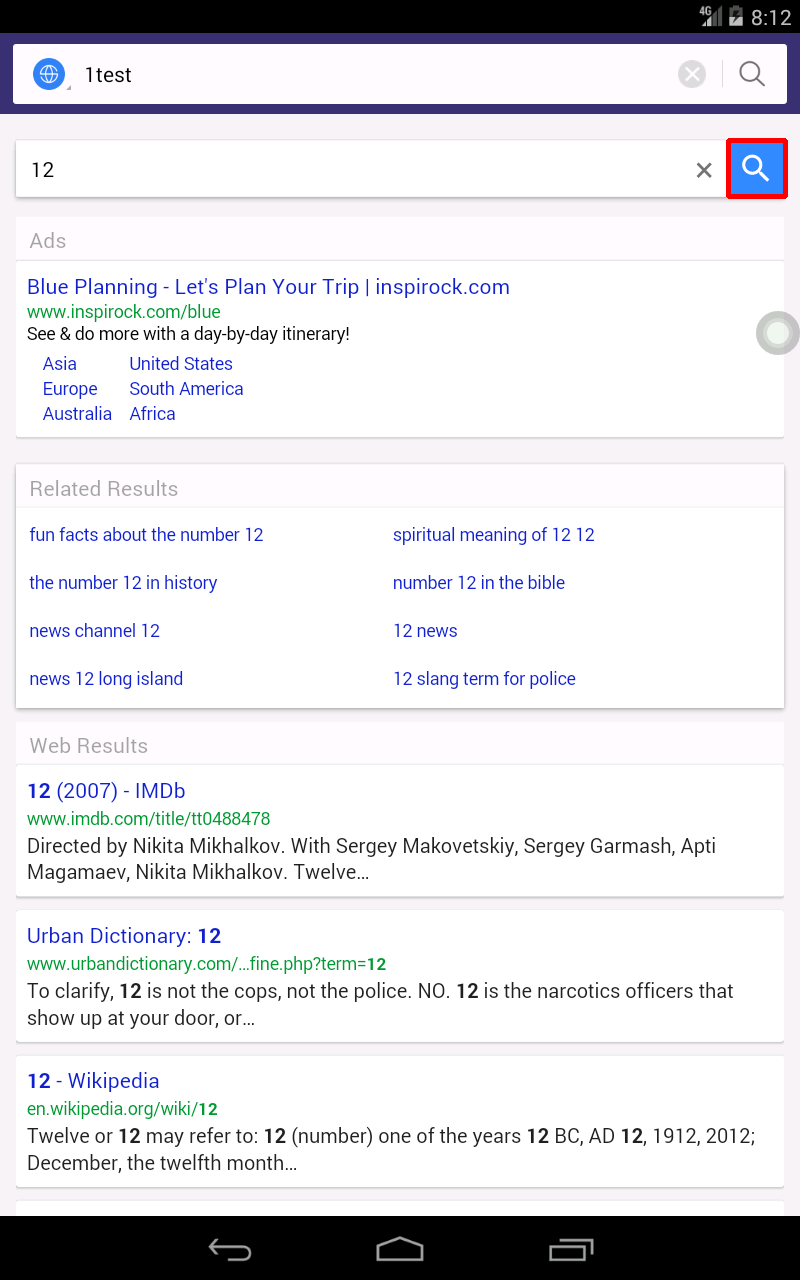 4G 8:12
1test
12
Ads
Blue Planning - Let's Plan Your Trip | inspirock.com
www.inspirock.com/blue
See & do more with a day-by-day itinerary!
Asia United States
Europe South America
Australia Africa
Related Results
fun facts about the number 12 spiritual meaning of 12 12
the number 12 in history number 12 in the bible
news channel 12 12 news
news 12 long island 12 slang term for police
Web Results
12 (2007) - IMDb
www.imdb.com/title/tt0488478
Directed by Nikita Mikhalkov. With Sergey Makovetskiy, Sergey Garmash, Apti
Magamaev, Nikita Mikhalkov. Twelve...
Urban Dictionary: 12
www.urbandictionary.com/...fine.php?term=12
To clarify, 12 is not the cops, not the police. NO. 12 is the narcotics officers that
show up at your door, or...
12 - Wikipedia
en.wikipedia.org/wiki/12
Twelve or 12 may refer to: 12 (number) one of the years 12 BC, AD 12, 1912, 2012;
December, the twelfth month...